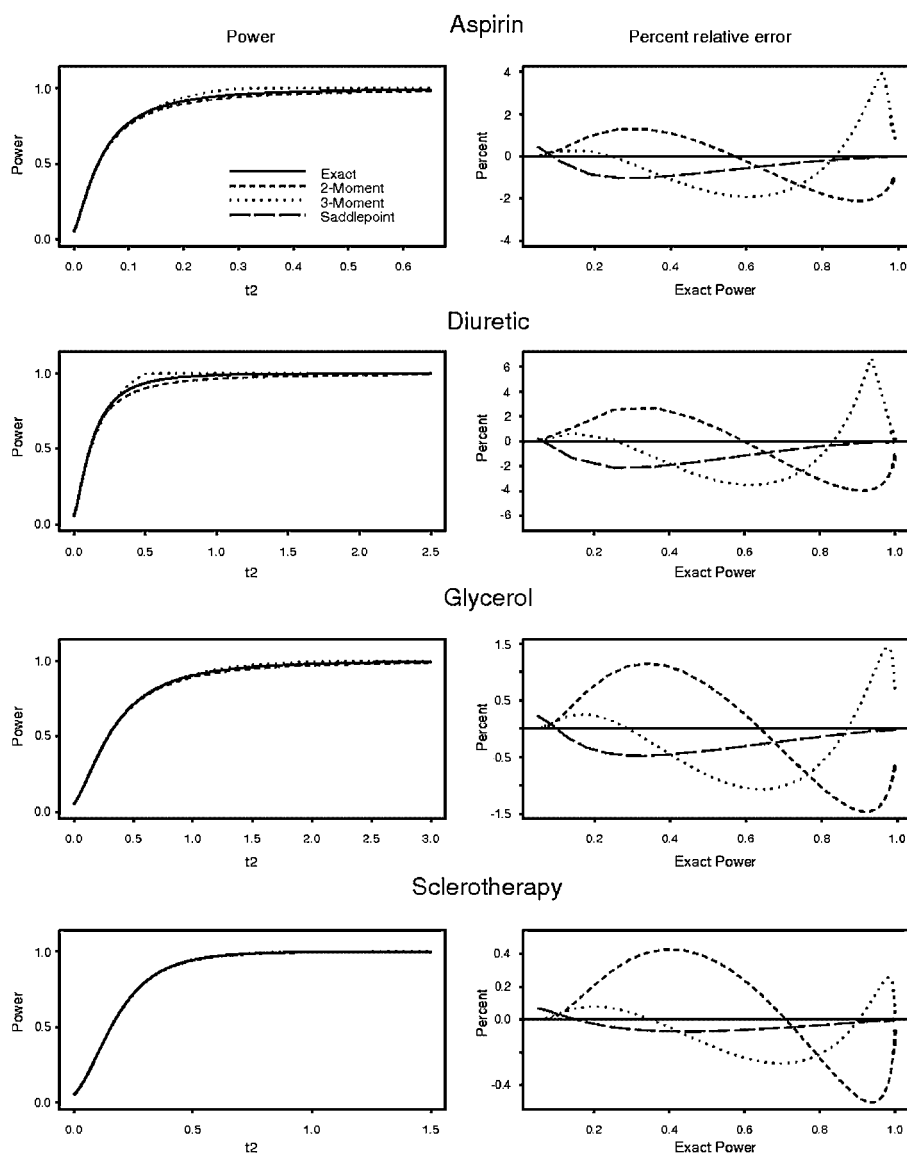 Aspirin
Power
Percent relative error
Power
1.0
0.5
0.0
Exact
2-Moment
3-Moment
Saddlepoint
0.0 0.1 0.2 0.3 0.4 0.5 0.6
t2
Percent
4
2
0
-2
-4
0.2 0.4 0.6 0.8 1.0
Exact Power
Diuretic
Power
1.0
0.5
0.0
0.0 0.5 1.0 1.5 2.0 2.5
t2
Percent
6
4
2
0
-2
-4
-6
0.2 0.4 0.6 0.8 1.0
Exact Power
Glycerol
Power
1.0
0.5
0.0
0.0 0.5 1.0 1.5 2.0 2.5 3.0
t2
Percent
1.5
0.5
-0.5
-1.5
0.2 0.4 0.6 0.8 1.0
Exact Power
Sclerotherapy
Power
1.0
0.5
0.0
0.0 0.5 1.0 1.5
t2
Percent
0.4
0.2
0.0
-0.4
0.2 0.4 0.6 0.8 1.0
Exact Power